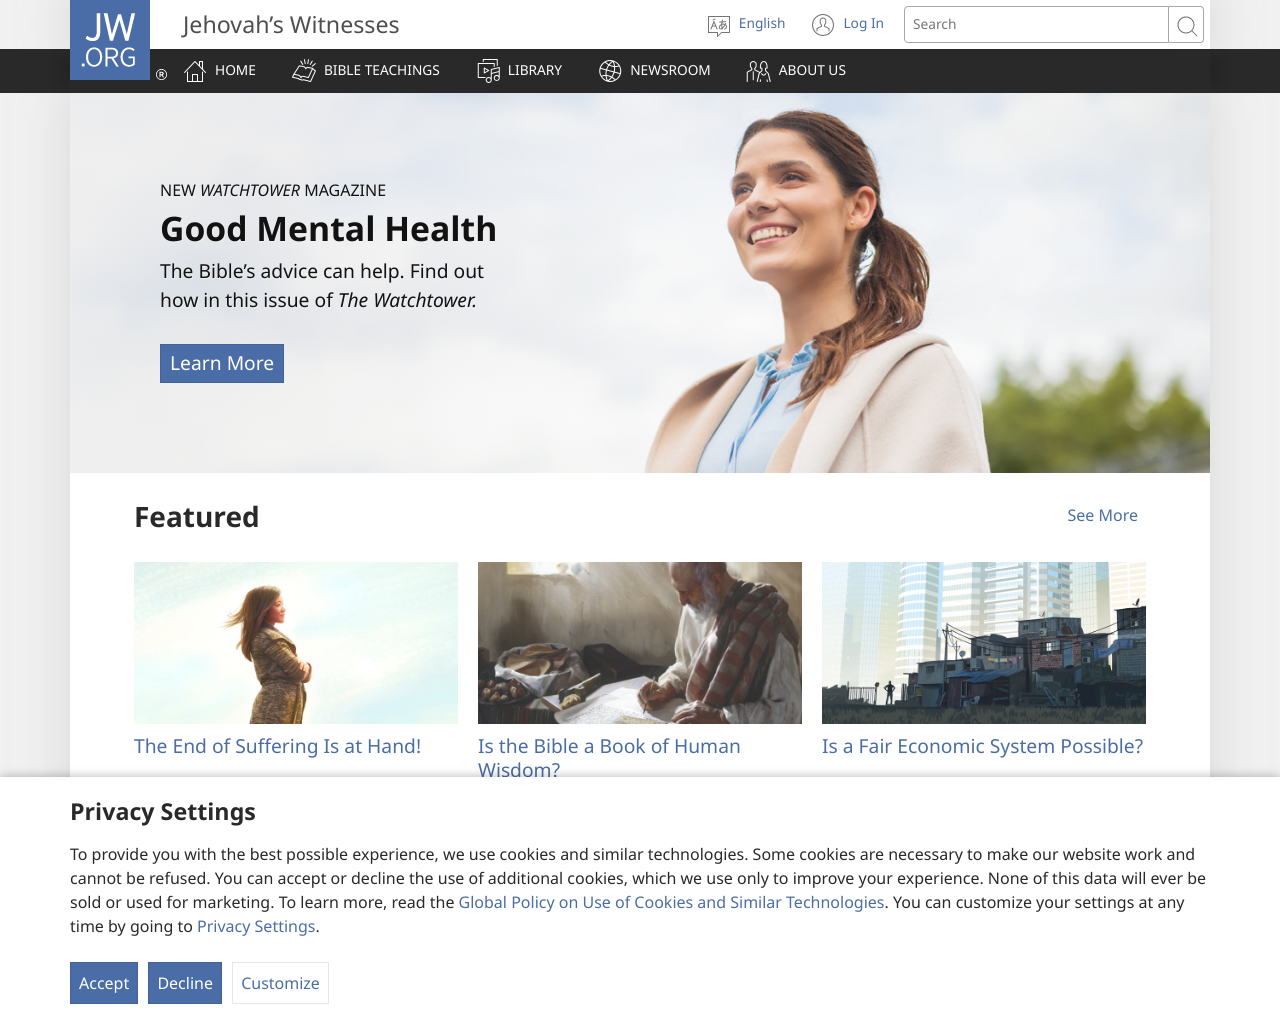 JW
.ORG
®
Jehovah's Witnesses
English
Log In
Search
HOME
BIBLE TEACHINGS
LIBRARY
NEWSROOM
ABOUT US
NEW WATCHTOWER MAGAZINE
Good Mental Health
The Bible's advice can help. Find out
how in this issue of The Watchtower.
Learn More
Featured
See More
The End of Suffering Is at Hand!
Is the Bible a Book of Human
Wisdom?
Is a Fair Economic System Possible?
Privacy Settings
To provide you with the best possible experience, we use cookies and similar technologies. Some cookies are necessary to make our website work and
cannot be refused. You can accept or decline the use of additional cookies, which we use only to improve your experience. None of this data will ever be
sold or used for marketing. To learn more, read the Global Policy on Use of Cookies and Similar Technologies. You can customize your settings at any
time by going to Privacy Settings.
Accept
Decline
Customize